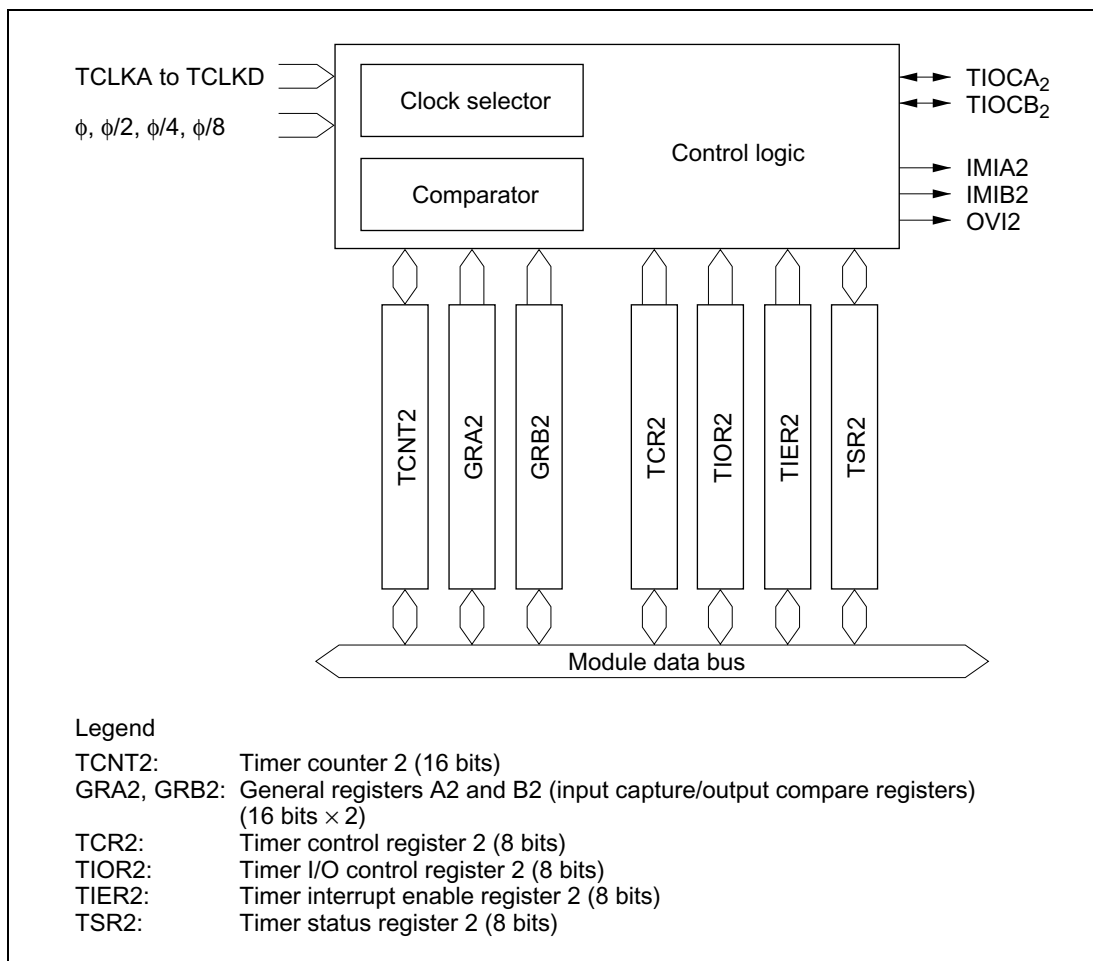 TCLKA to TCLKD
ϕ, ϕ/2, ϕ/4, ϕ/8
Clock selector
Comparator
Control logic
TIOCA2
TIOCB2
IMIA2
IMIB2
OVI2
TCNT2
GRA2
GRB2
TCR2
TIOR2
TIER2
TSR2
Module data bus
Legend
TCNT2: Timer counter 2 (16 bits)
GRA2, GRB2: General registers A2 and B2 (input capture/output compare registers)
(16 bits × 2)
TCR2: Timer control register 2 (8 bits)
TIOR2: Timer I/O control register 2 (8 bits)
TIER2: Timer interrupt enable register 2 (8 bits)
TSR2: Timer status register 2 (8 bits)